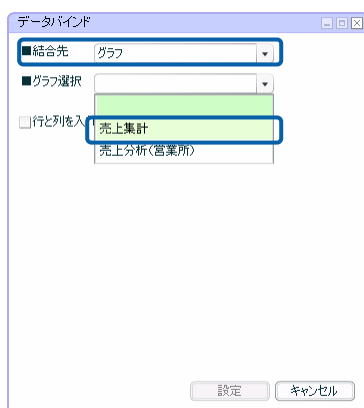 データバインド
■結合先 グラフ
■グラフ選択
行と列を入
売上集計
売上分析(営業所)
設定 キャンセル